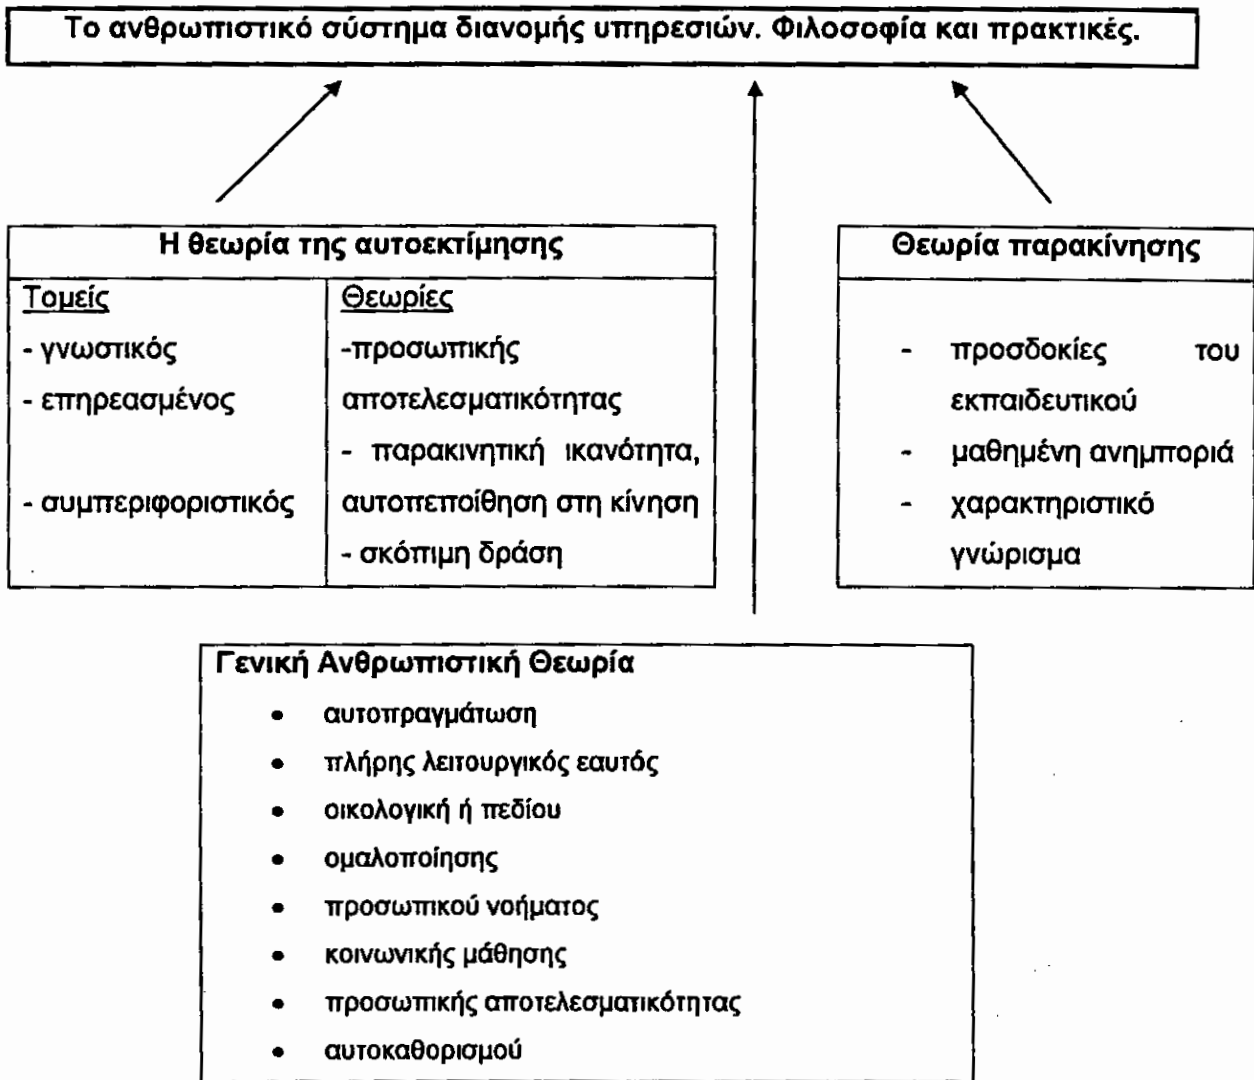 Το ανθρωπιστικό σύστημα διανομής υπηρεσιών. Φιλοσοφία και πρακτικές.
Η θεωρία της αυτοεκτίμησης
Τομείς
- γνωστικός
- επηρεασμένος
- συμπεριφοριστικός
Θεωρίες
-προσωπικής
αποτελεσματικότητας
- παρακινητική ικανότητα,
αυτοπεποίθηση στη κίνηση
- σκόπιμη δράση
Θεωρία παρακίνησης
- προσδοκίες του
εκπαιδευτικού
- μαθημένη ανημποριά
- χαρακτηριστικό
γνώρισμα
Γενική Ανθρωπιστική Θεωρία
• αυτοπραγμάτωση
• πλήρης λειτουργικός εαυτός
• οικολογική ή πεδίου
• ομαλοποίησης
• προσωπικού νοήματος
• κοινωνικής μάθησης
• προσωπικής αποτελεσματικότητας
• αυτοκαθορισμού